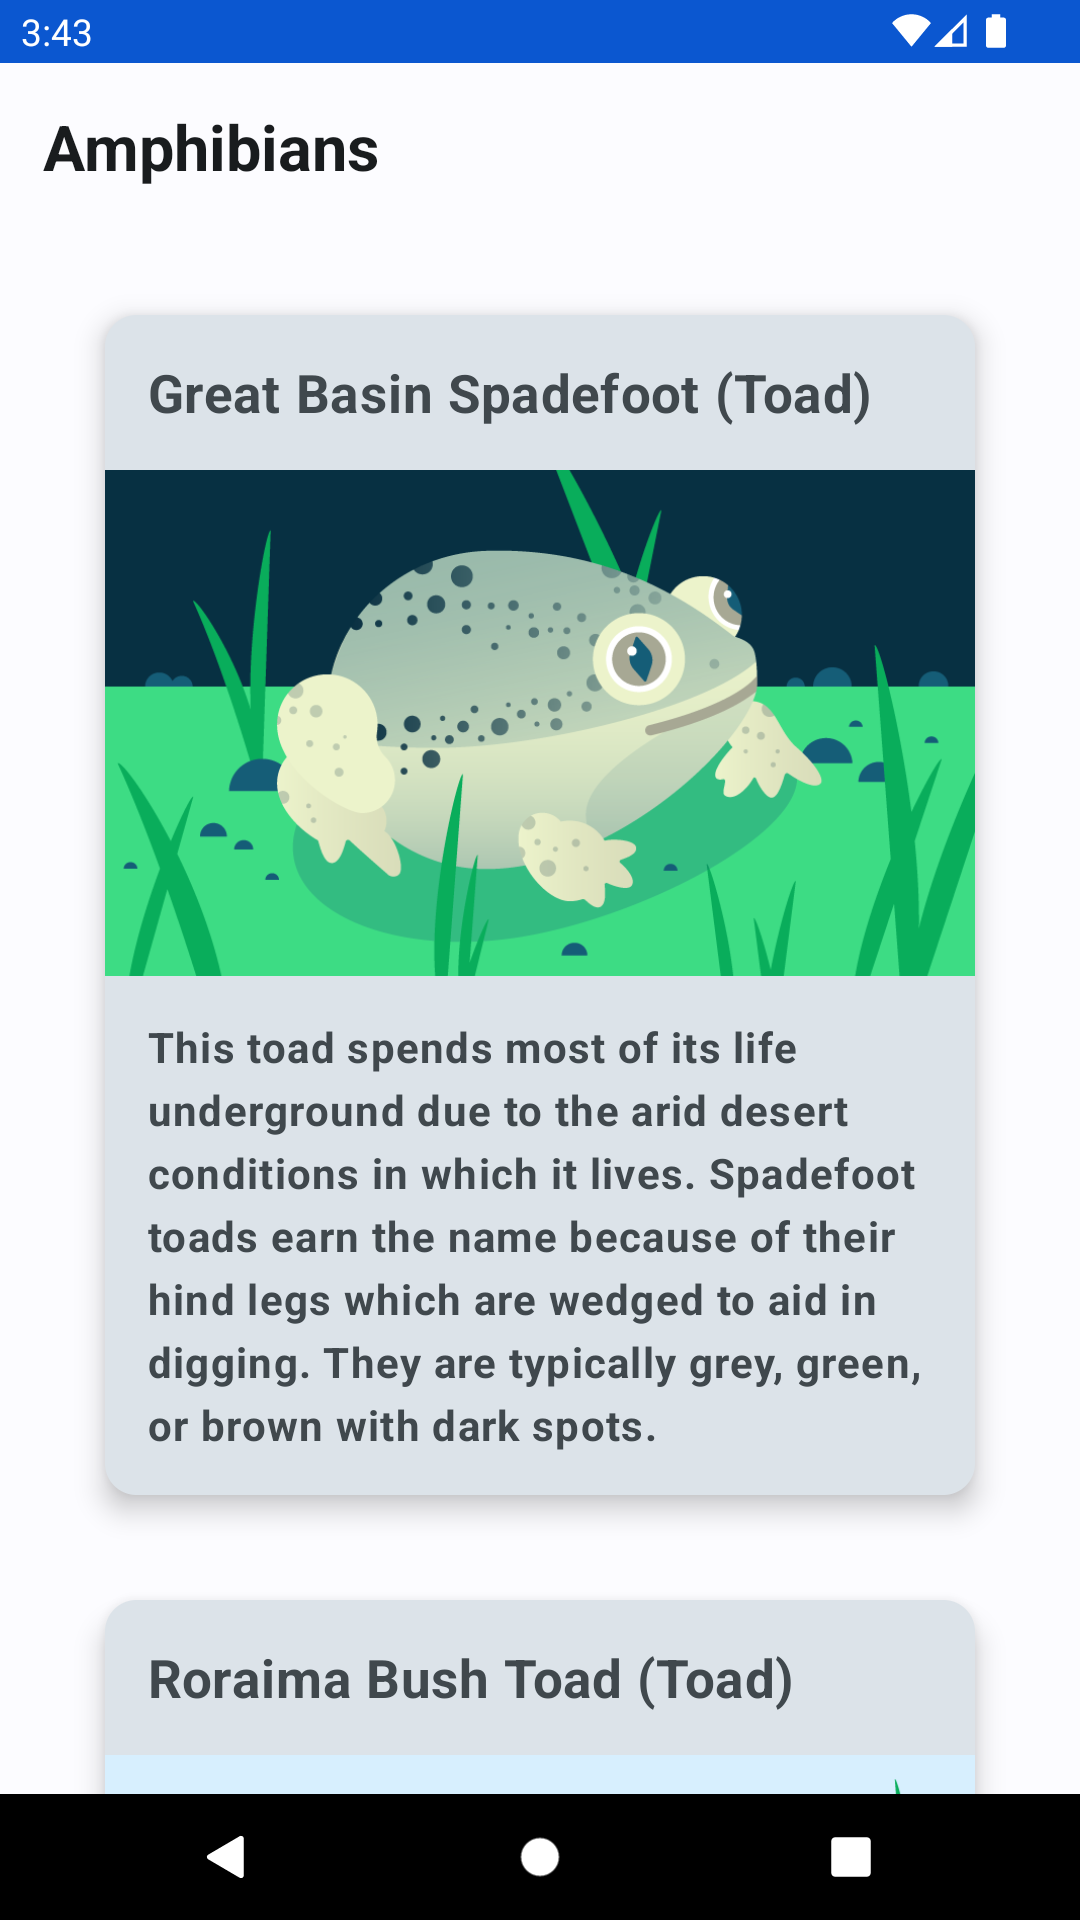 3:43
Amphibians
Great Basin Spadefoot (Toad)
This toad spends most of its life
underground due to the arid desert
conditions in which it lives. Spadefoot
toads earn the name because of their
hind legs which are wedged to aid in
digging. They are typically grey, green,
or brown with dark spots.
Roraima Bush Toad (Toad)